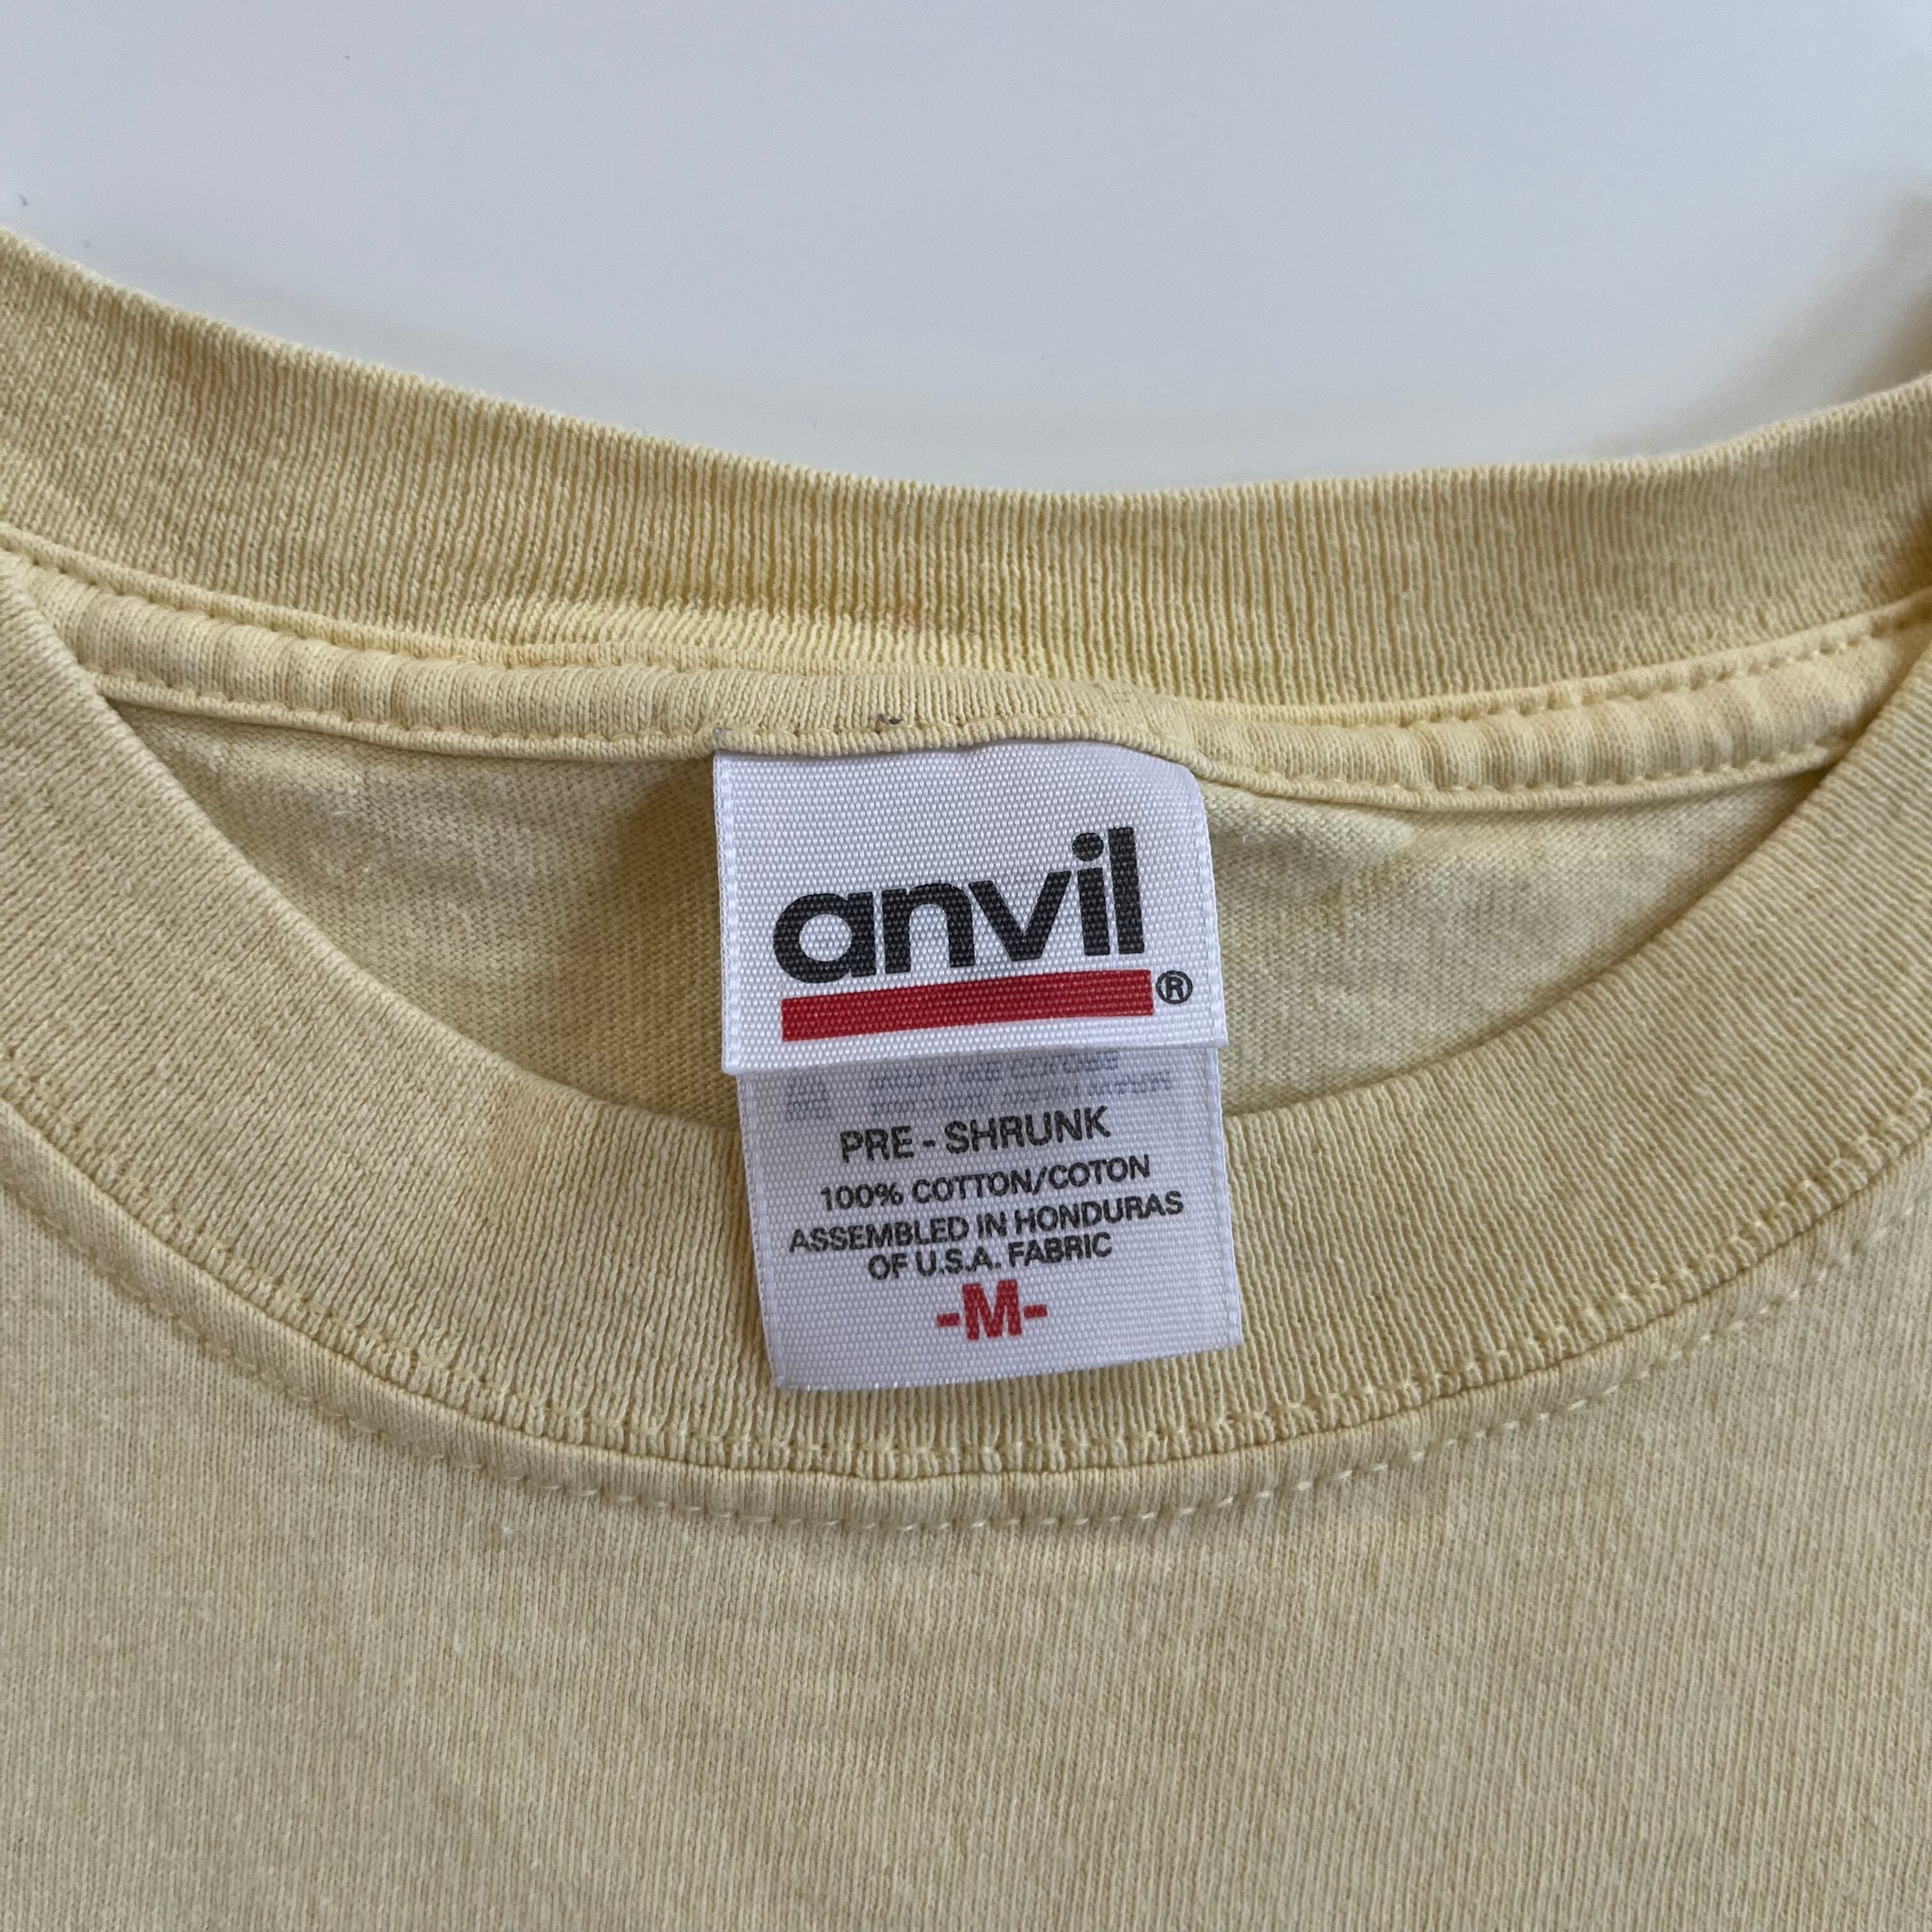 anvil
®
PRE - SHRUNK
100% COTTON/COTON
ASSEMBLED IN HONDURAS
OF U.S.A. FABRIC
-M-